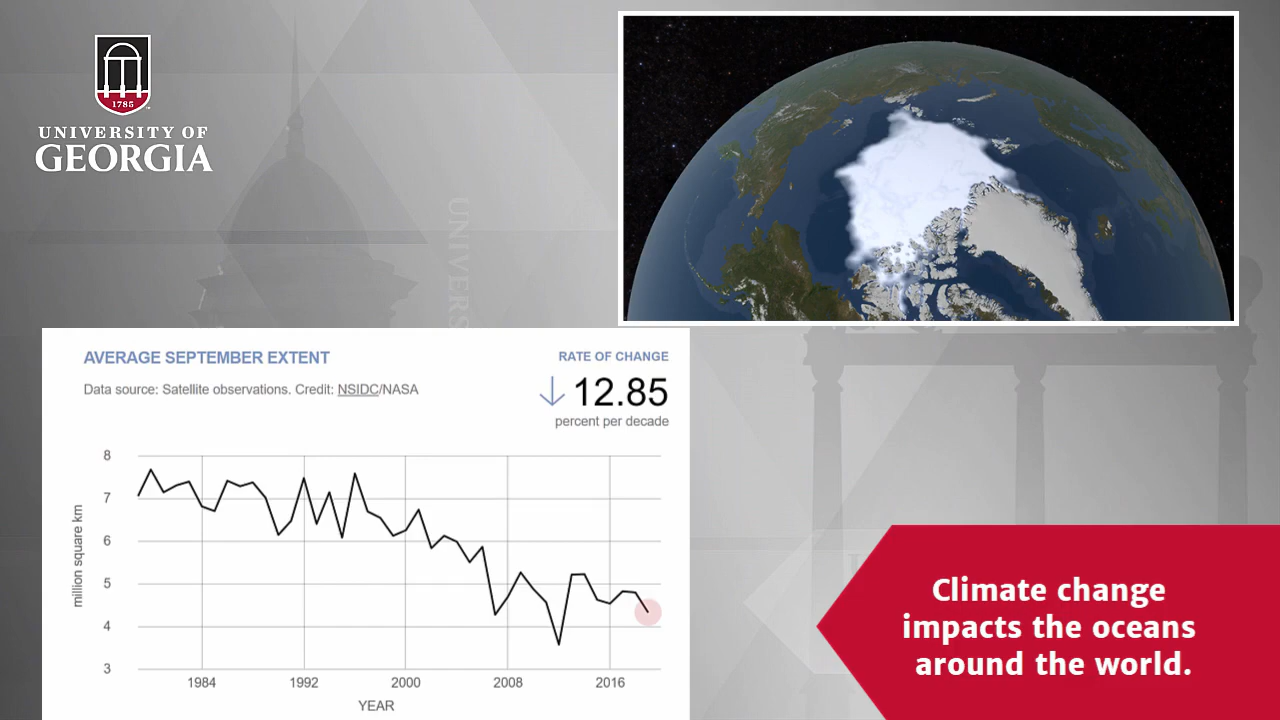 1785
UNIVERSITY OF
GEORGIA
UNIVERS
AVERAGE SEPTEMBER EXTENT
Data source: Satellite observations. Credit: NSIDC/NASA
RATE OF CHANGE
↓ 12.85
percent per decade
8
7
6
5
4
3
million square km
1984 1992 2000 2008 2016
YEAR
Climate change
impacts the oceans
around the world.